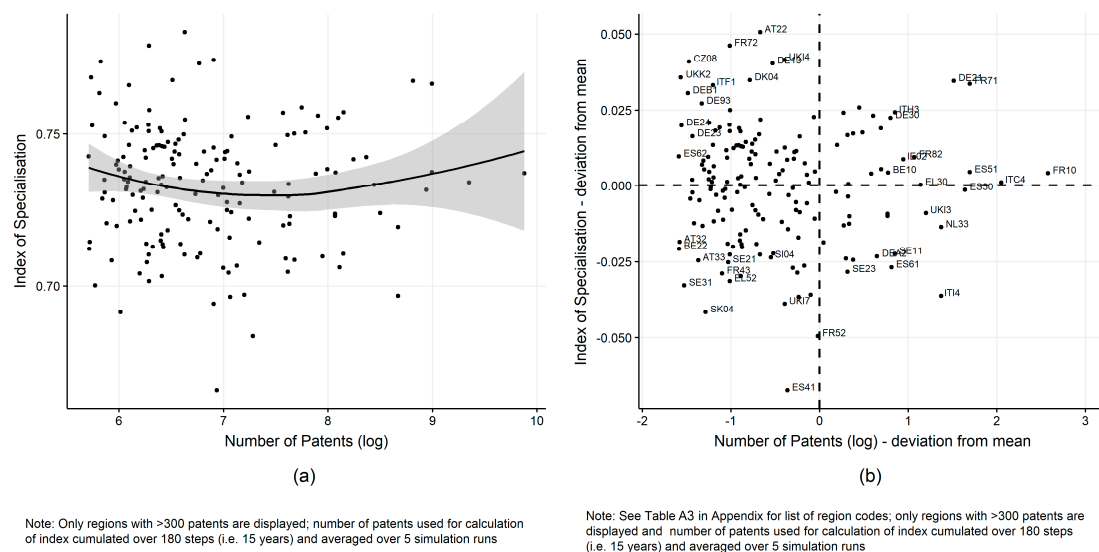 Index of Specialisation
0.75
0.70
6
7
8
9
10
Number of Patents (log)
(a)
Note: Only regions with >300 patents are displayed; number of patents used for calculation
of index cumulated over 180 steps (i.e. 15 years) and averaged over 5 simulation runs
Index of Specialisation - deviation from mean
0.050
0.025
0.000
-0.025
-0.050
AT22
FR72
CZ08
UKI4
UKK2
ITF1
DK04
DE21
FR71
DEB1
DE93
ITH3
DE30
DE24
DE23
ES62
FR82
BE10
ES51
FR10
ITC4
EL30
ES30
UKI3
NL33
AT32
BE22
AT33
SE21
SI04
SE11
DEA2
SE23
ES61
FR43
EL52
SE31
UKI7
ITI4
SK04
FR52
ES41
-2
-1
0
1
2
3
Number of Patents (log) - deviation from mean
(b)
Note: See Table A3 in Appendix for list of region codes; only regions with >300 patents are
displayed and number of patents used for calculation of index cumulated over 180 steps
(i.e. 15 years) and averaged over 5 simulation runs